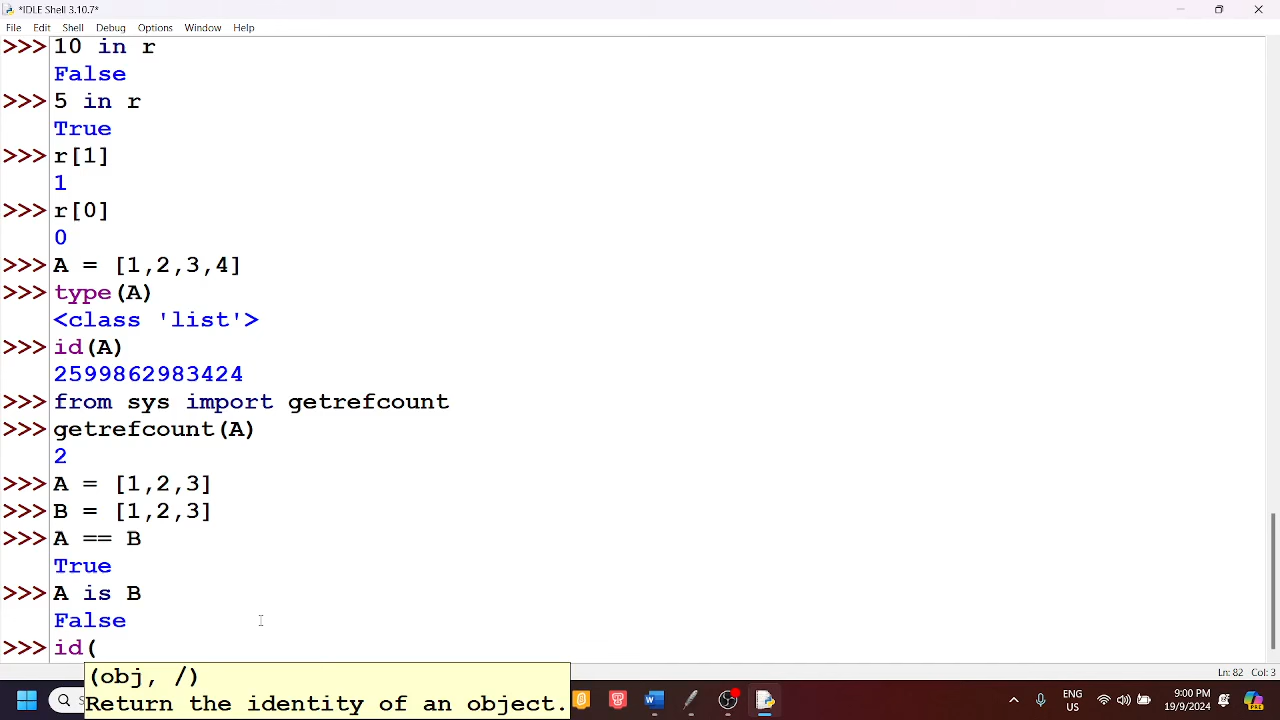 *IDLE Shell 3.10.7*
File Edit Shell Debug Options Window Help
>>> 10 in r
False
>>> 5 in r
True
>>> r[1]
1
>>> r[0]
0
>>> A = [1,2,3,4]
>>> type(A)
<class 'list'>
>>> id(A)
2599862983424
>>> from sys import getrefcount
>>> getrefcount(A)
2
>>> A = [1,2,3]
>>> B = [1,2,3]
>>> A == B
True
>>> A is B
False
>>> id(
(obj, /)
Return the identity of an object.
Ln: 82 Col: 3
S
ENG
US
9:00 PM
19/9/2024